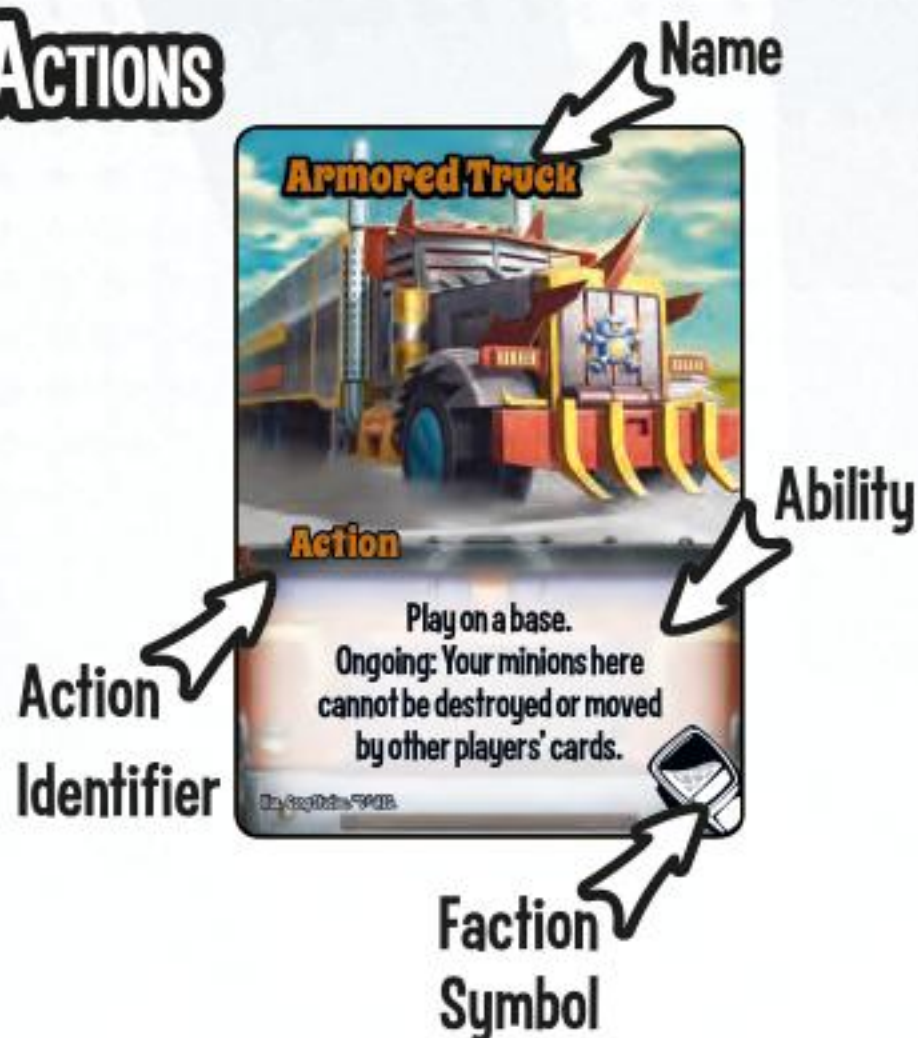 ACTIONS
Name
Armored Truck
Ability
Action
Play on a base.
Ongoing: Your minions here
cannot be destroyed or moved
by other players' cards.
Action
Identifier
Faction
Symbol